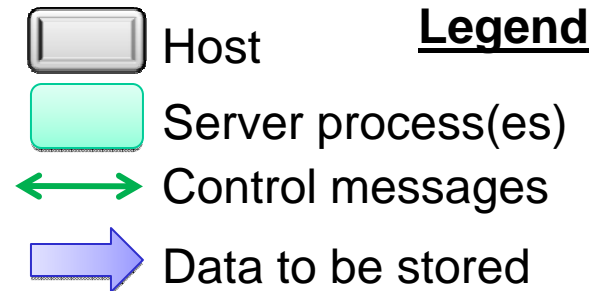 Legend
Host
Server process(es)
Control messages
Data to be stored